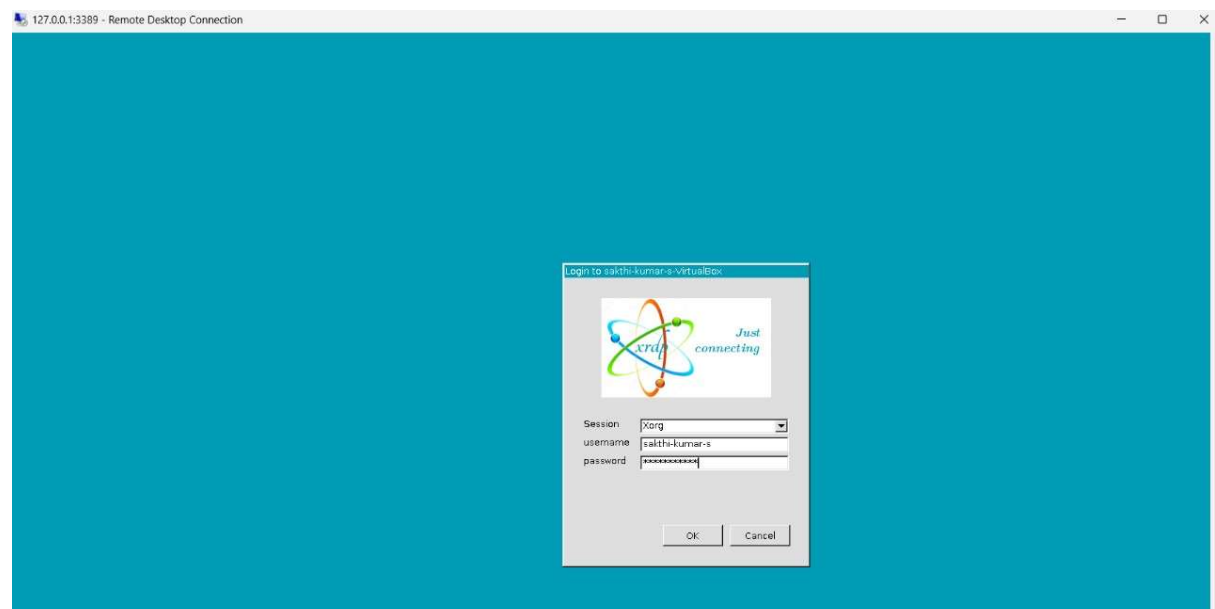 127.0.0.1:3389 - Remote Desktop Connection
Login to sakthi-kumar-s-VirtualBox
Just
xrdp connecting
Session Xorg
username sakthi-kumar-s
password ***********
OK Cancel